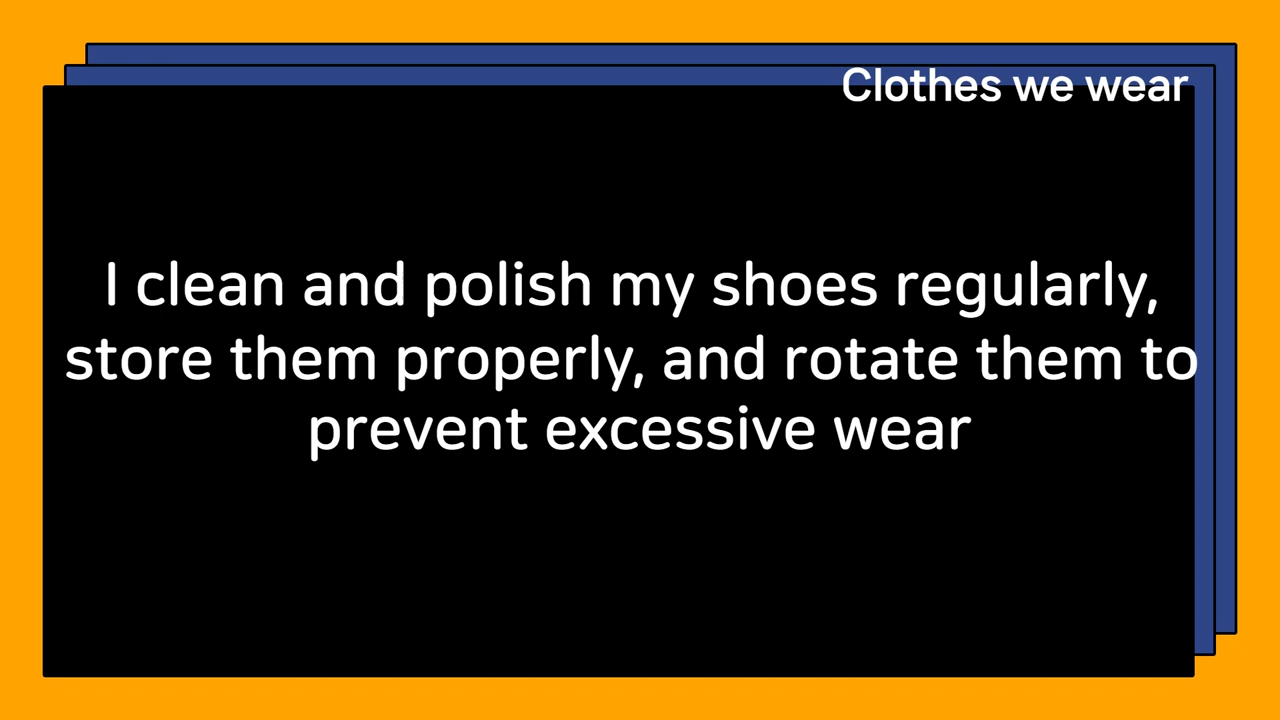 Clothes we wear
I clean and polish my shoes regularly,
store them properly, and rotate them to
prevent excessive wear